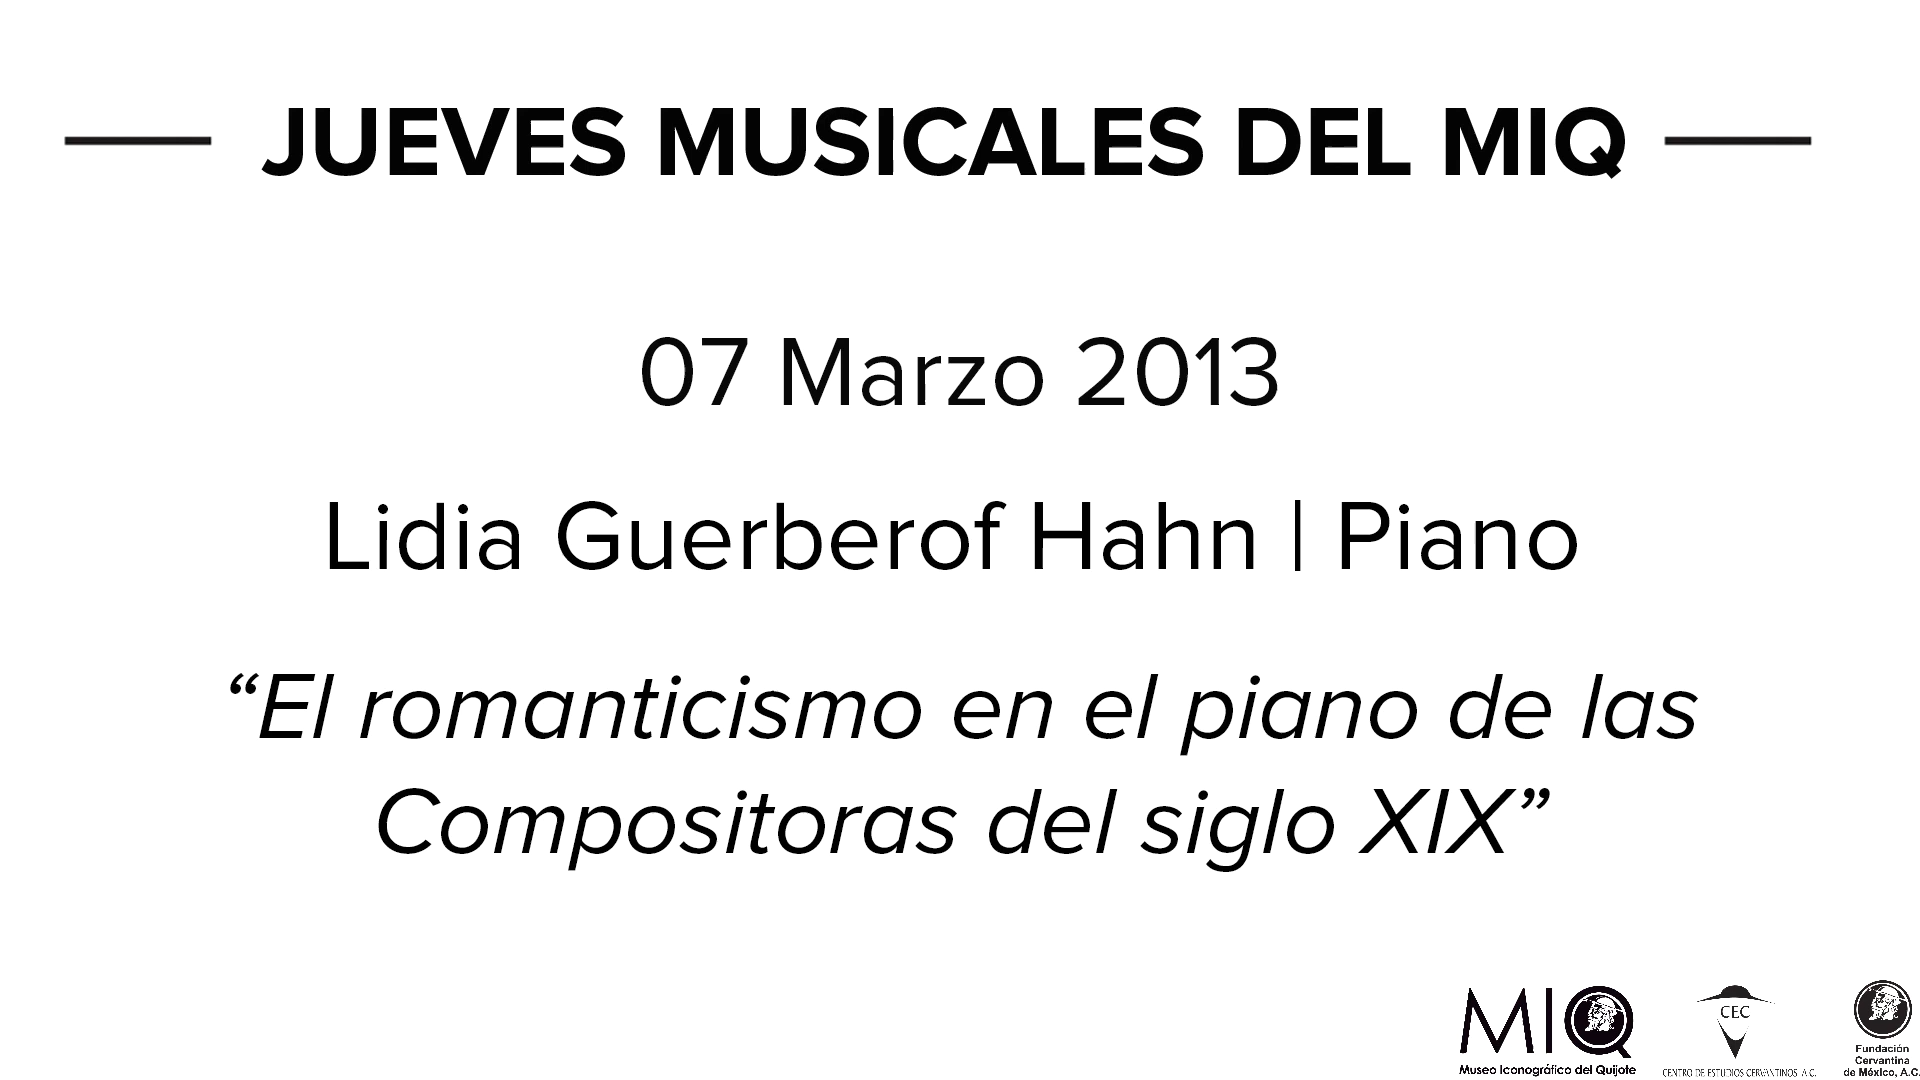 JUEVES MUSICALES DEL MIQ
07 Marzo 2013
Lidia Guerberof Hahn | Piano
“El romanticismo en el piano de las
Compositoras del siglo XIX”
MIQ
Museo Iconográfico del Quijote
CEC
CENTRO DE ESTUDIOS CERVANTINOS A.C.
Fundación
Cervantina
de México, A.C.